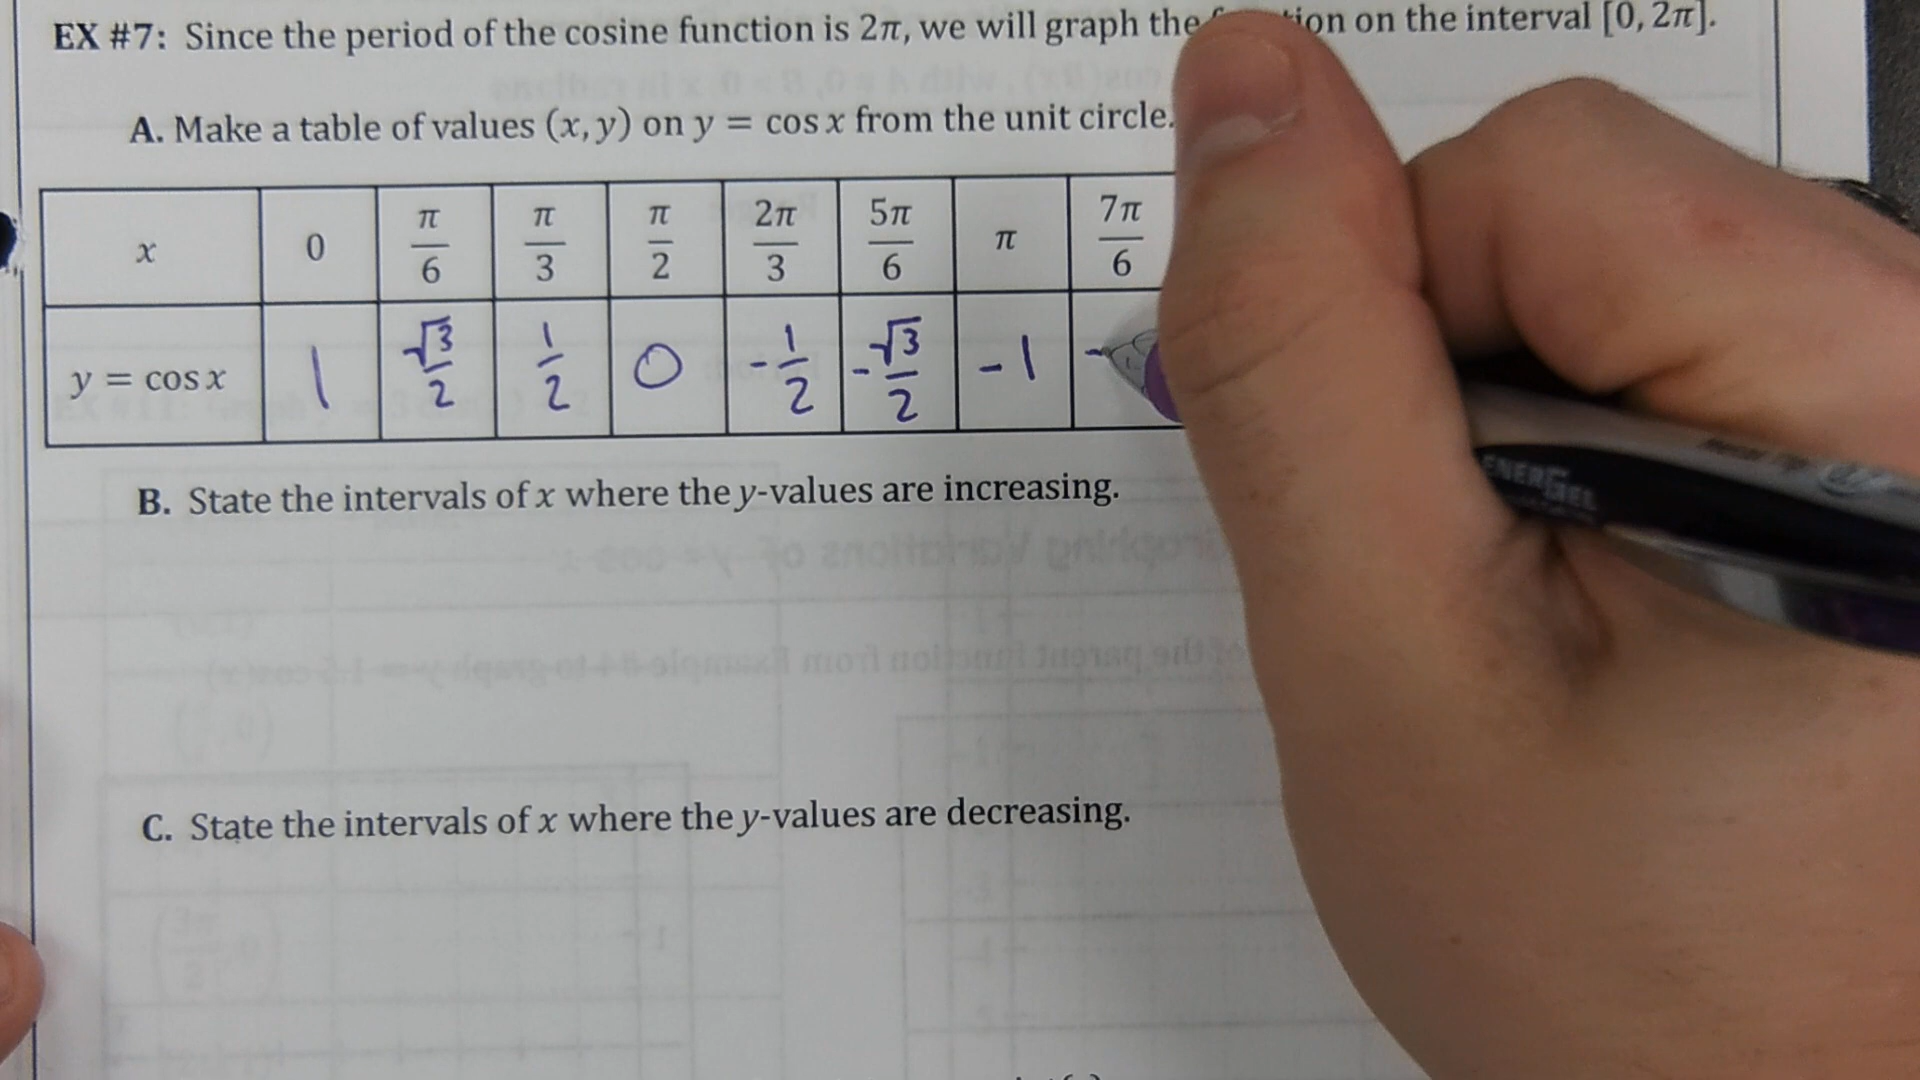 EX #7: Since the period of the cosine function is 2π, we will graph the on on the interval [0, 2π].
A. Make a table of values (x, y) on y = cos x from the unit circle.
x 0 π/6 π/3 π/2 2π/3 5π/6 π 7π/6
y = cos x 1 √3/2 1/2 0 -1/2 -√3/2 -1 -
ENERGEL
B. State the intervals of x where the y-values are increasing.
C. State the intervals of x where the y-values are decreasing.